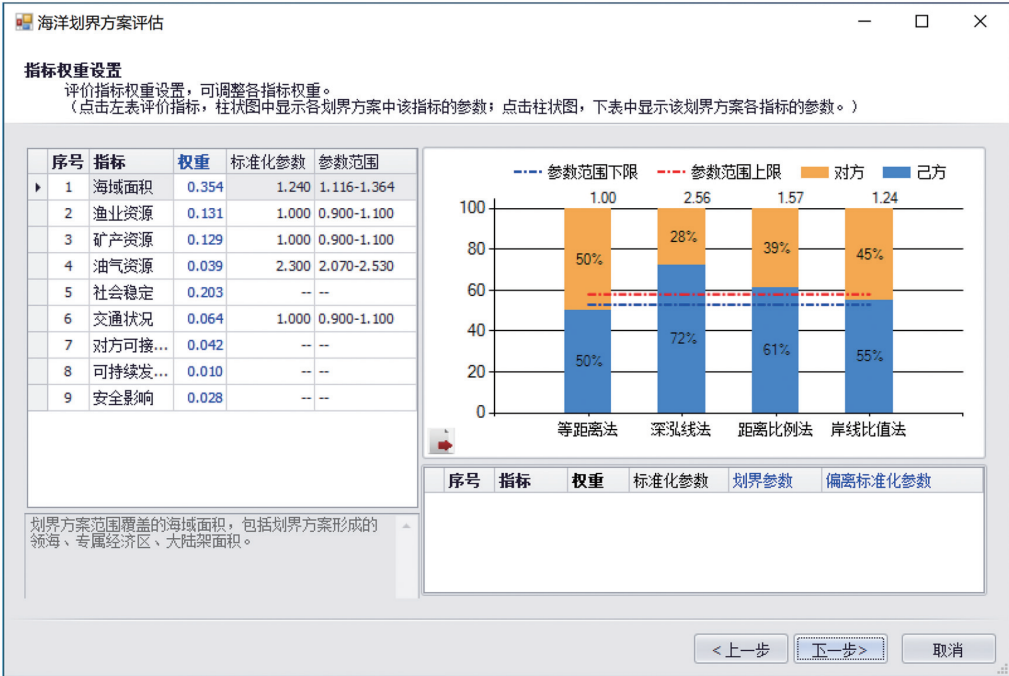 海洋划界方案评估
指标权重设置
评价指标权重设置，可调整各指标权重。
（点击左表评价指标，柱状图中显示各划界方案中该指标的参数；点击柱状图，下表中显示该划界方案各指标的参数。）
序号 指标 权重 标准化参数 参数范围
1 海域面积 0.354 1.240 1.116-1.364
2 渔业资源 0.131 1.000 0.900-1.100
3 矿产资源 0.129 1.000 0.900-1.100
4 油气资源 0.039 2.300 2.070-2.530
5 社会稳定 0.203 -- --
6 交通状况 0.064 1.000 0.900-1.100
7 对方可接... 0.042 -- --
8 可持续发... 0.010 -- --
9 安全影响 0.028 -- --
划界方案范围覆盖的海域面积，包括划界方案形成的
领海、专属经济区、大陆架面积。
参数范围下限 参数范围上限 对方 己方
1.00 2.56 1.57 1.24
100
80
60
40
20
0
50% 28% 39% 45%
50% 72% 61% 55%
等距离法 深泓线法 距离比例法 岸线比值法
序号 指标 权重 标准化参数 划界参数 偏离标准化参数
<上一步 下一步> 取消